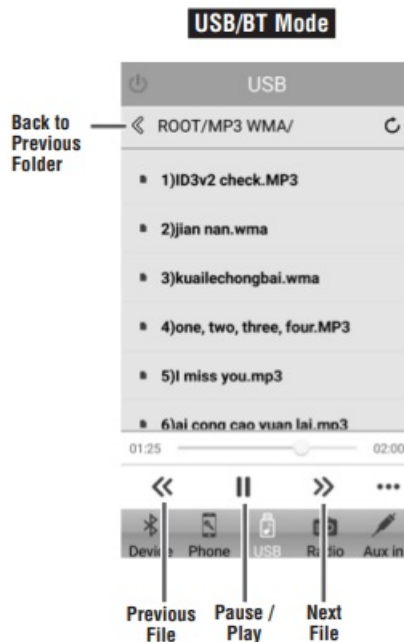 USB/BT Mode
USB
Back to
Previous
Folder
ROOT/MP3 WMA/
1)ID3v2 check.MP3
2)jian nan.wma
3)kuailechongbai.wma
4)one, two, three, four.MP3
5)I miss you.mp3
6)ai cong cao yuan lai.mp3
01:25
02:00
Device Phone USB Radio Aux in
Previous
File
Pause /
Play
Next
File